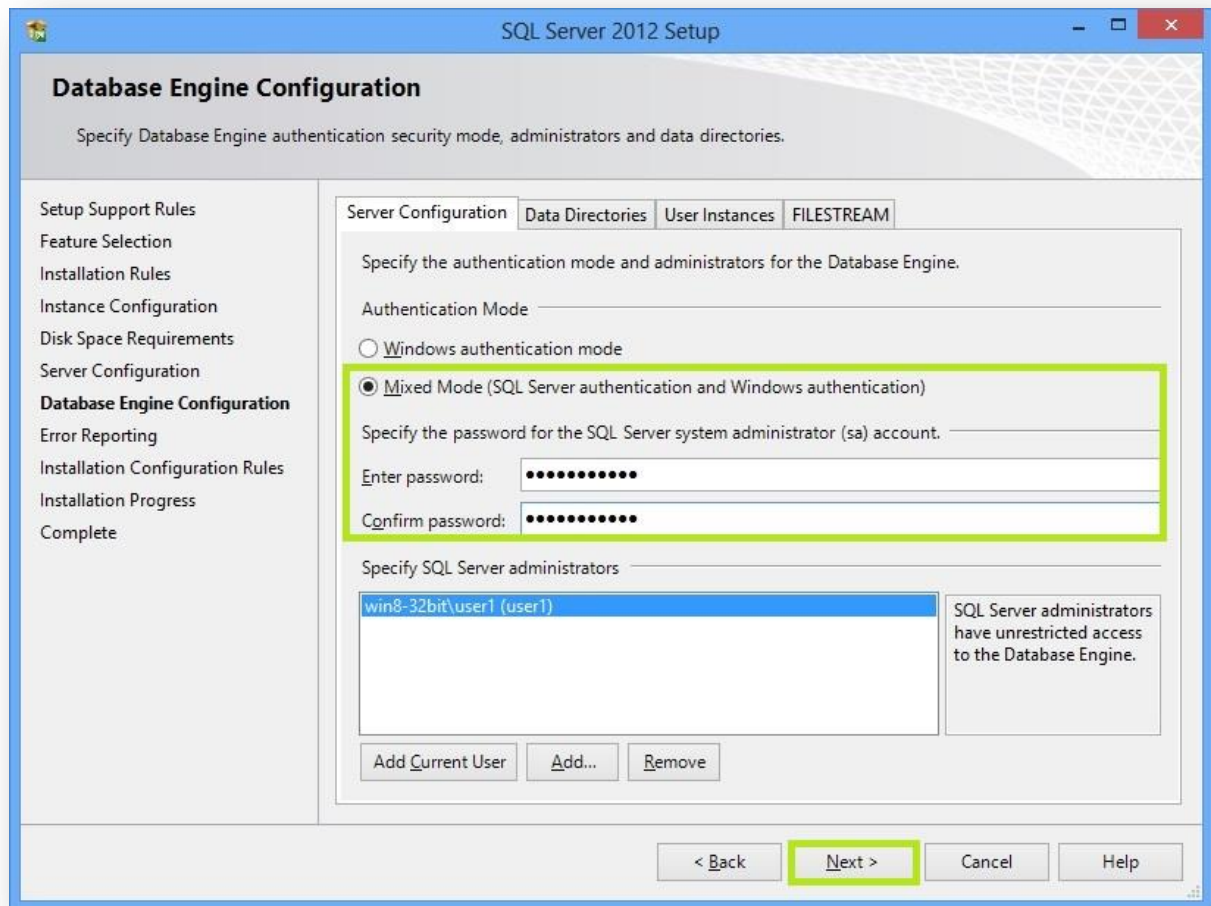 SQL Server 2012 Setup
Database Engine Configuration
Specify Database Engine authentication security mode, administrators and data directories.
Setup Support Rules
Feature Selection
Installation Rules
Instance Configuration
Disk Space Requirements
Server Configuration
Database Engine Configuration
Error Reporting
Installation Configuration Rules
Installation Progress
Complete
Server Configuration Data Directories User Instances FILESTREAM
Specify the authentication mode and administrators for the Database Engine.
Authentication Mode
Windows authentication mode
Mixed Mode (SQL Server authentication and Windows authentication)
Specify the password for the SQL Server system administrator (sa) account.
Enter password: ●●●●●●●●●●●
Confirm password: ●●●●●●●●●●●
Specify SQL Server administrators
win8-32bit\user1 (user1)
SQL Server administrators
have unrestricted access
to the Database Engine.
Add Current User Add... Remove
< Back Next > Cancel Help